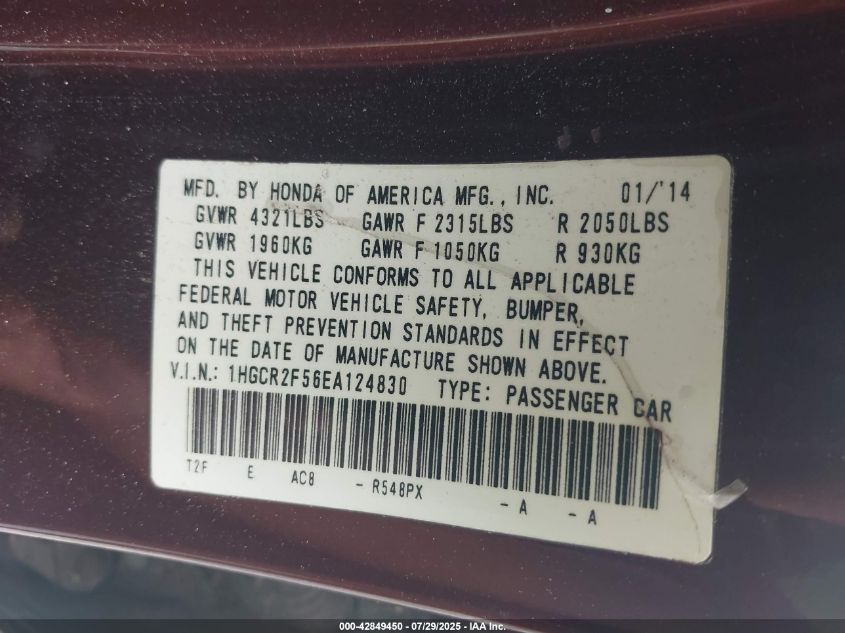 MFD. BY HONDA OF AMERICA MFG., INC. 01/'14
GVWR 4321LBS GAWR F 2315LBS R 2050LBS
GVWR 1960KG GAWR F 1050KG R 930KG
THIS VEHICLE CONFORMS TO ALL APPLICABLE
FEDERAL MOTOR VEHICLE SAFETY, BUMPER,
AND THEFT PREVENTION STANDARDS IN EFFECT
ON THE DATE OF MANUFACTURE SHOWN ABOVE.
V.I.N.: 1HGCR2F56EA124830 TYPE: PASSENGER CAR
T2F E AC8 - R548PX - A - A
000-42849450 - 07/29/2025 - IAA Inc.